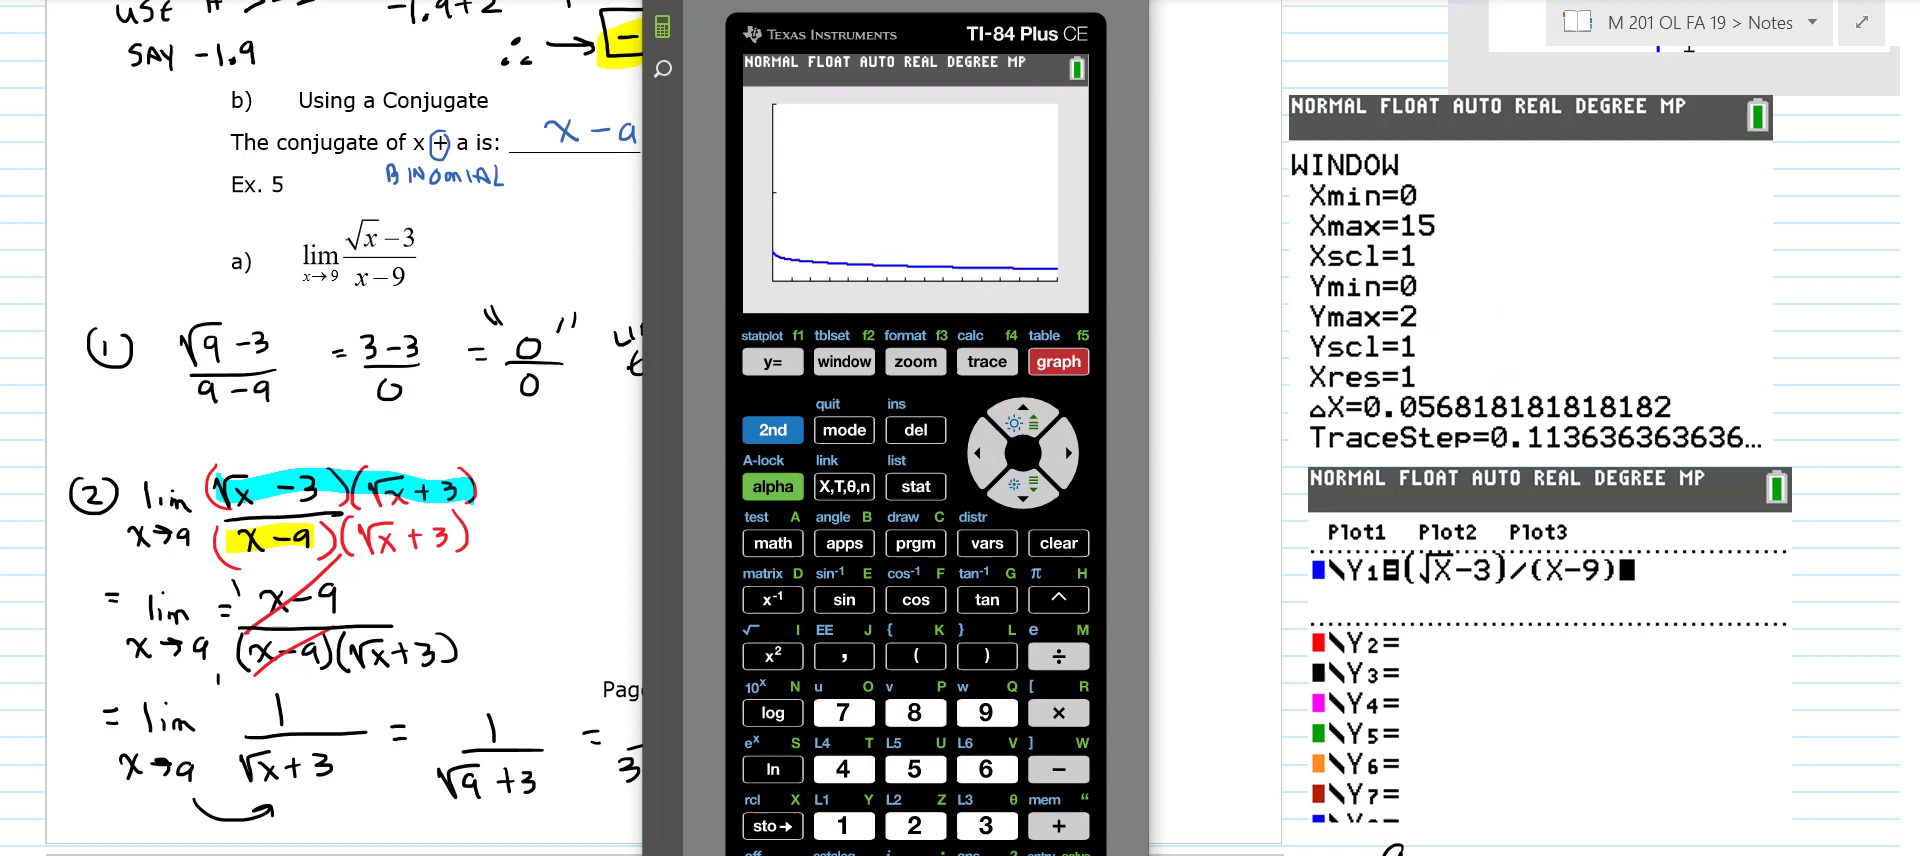 USE
-1.9+2
SAY -1.9
∴ →
b) Using a Conjugate
The conjugate of x + a is: x - a
BINOMIAL
Ex. 5
a) lim x→9 (√x - 3)/(x - 9)
① (√9 - 3)/(9 - 9) = (3 - 3)/0 = "0/0"
② lim x→9 (√x - 3)(√x + 3)/(x - 9)(√x + 3)
= lim x→9 = (x - 9)/(x - 9)(√x + 3)
= lim x→9 1/(√x + 3) = 1/(√9 + 3) =
TEXAS INSTRUMENTS TI-84 Plus CE
NORMAL FLOAT AUTO REAL DEGREE MP
statplot f1 tblset f2 format f3 calc f4 table f5
y= window zoom trace graph
quit ins
2nd mode del
A-lock link list
alpha X,T,θ,n stat
test A angle B draw C distr
math apps prgm vars clear
matrix D sin⁻¹ E cos⁻¹ F tan⁻¹ G π H
x⁻¹ sin cos tan ^
√ I EE J { K } L e M
x² , ( ) ÷
10ˣ N u O v P w Q [ R
log 7 8 9 ×
eˣ S L4 T L5 U L6 V ] W
ln 4 5 6 −
rcl X L1 Y L2 Z L3 θ mem “
sto→ 1 2 3 +
M 201 OL FA 19 > Notes
NORMAL FLOAT AUTO REAL DEGREE MP
WINDOW
Xmin=0
Xmax=15
Xscl=1
Ymin=0
Ymax=2
Yscl=1
Xres=1
△X=0.056818181818182
TraceStep=0.113636363636…
NORMAL FLOAT AUTO REAL DEGREE MP
Plot1 Plot2 Plot3
\Y1=(√X-3)/(X-9)
\Y2=
\Y3=
\Y4=
\Y5=
\Y6=
\Y7=